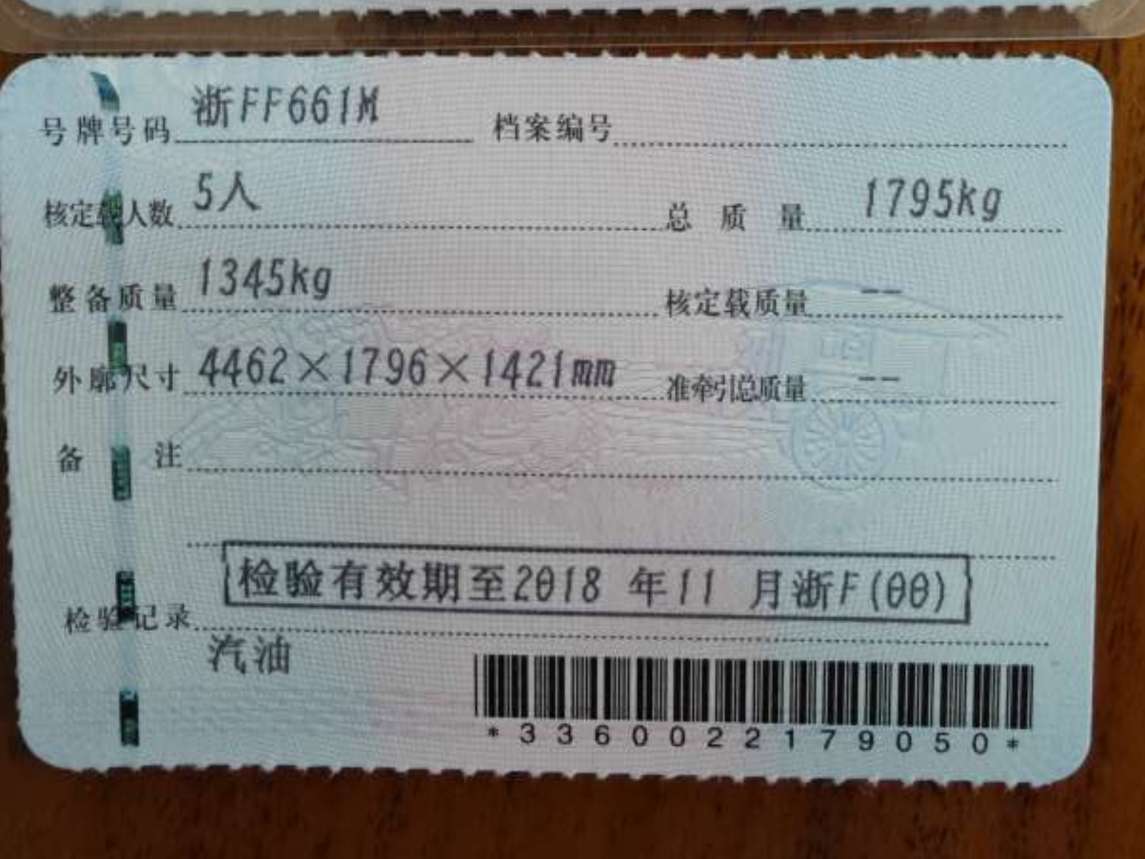 号牌号码 浙FF661M 档案编号
核定载人数 5人 总质量 1795kg
整备质量 1345kg 核定载质量 --
外廓尺寸 4462×1796×1421mm 准牵引总质量 --
备注
检验有效期至2018 年11 月浙F(00)
检验记录
汽油
*3360022179050*